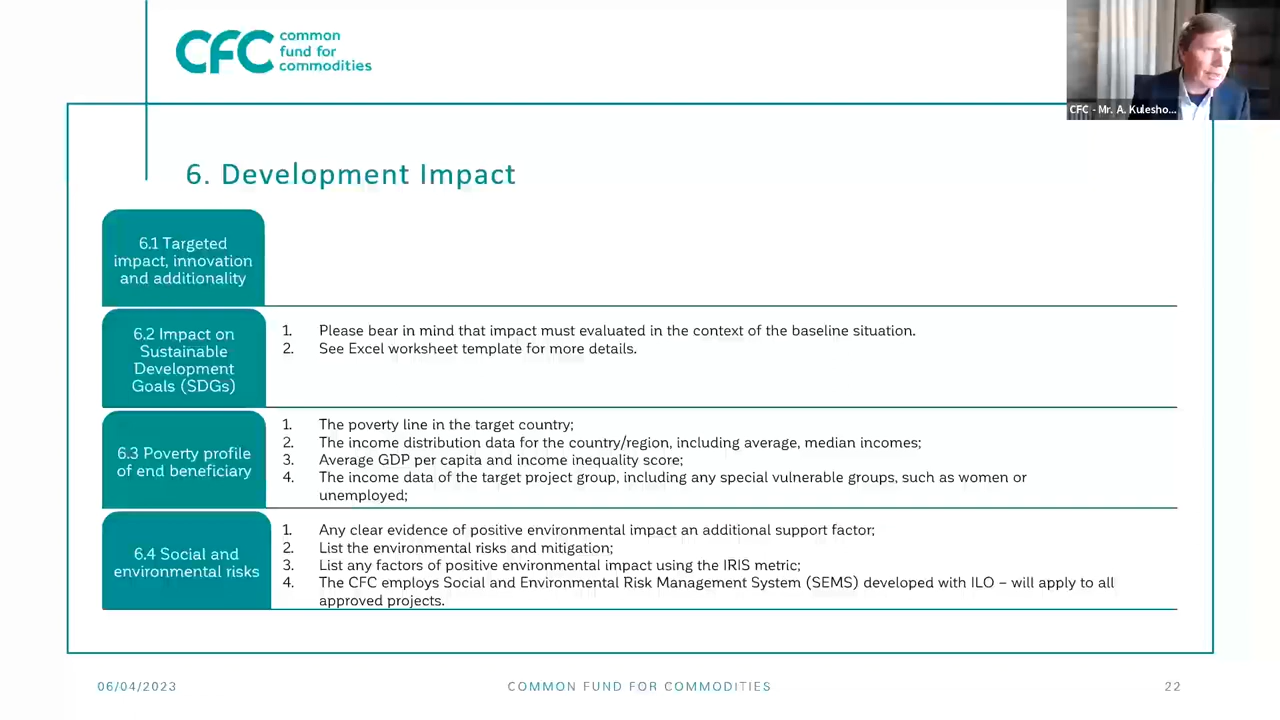 CFC common
fund for
commodities
CFC - Mr. A. Kulesho...
6. Development Impact
6.1 Targeted
impact, innovation
and additionality
6.2 Impact on
Sustainable
Development
Goals (SDGs)
1. Please bear in mind that impact must evaluated in the context of the baseline situation.
2. See Excel worksheet template for more details.
6.3 Poverty profile
of end beneficiary
1. The poverty line in the target country;
2. The income distribution data for the country/region, including average, median incomes;
3. Average GDP per capita and income inequality score;
4. The income data of the target project group, including any special vulnerable groups, such as women or
unemployed;
6.4 Social and
environmental risks
1. Any clear evidence of positive environmental impact an additional support factor;
2. List the environmental risks and mitigation;
3. List any factors of positive environmental impact using the IRIS metric;
4. The CFC employs Social and Environmental Risk Management System (SEMS) developed with ILO – will apply to all
approved projects.
06/04/2023
COMMON FUND FOR COMMODITIES
22